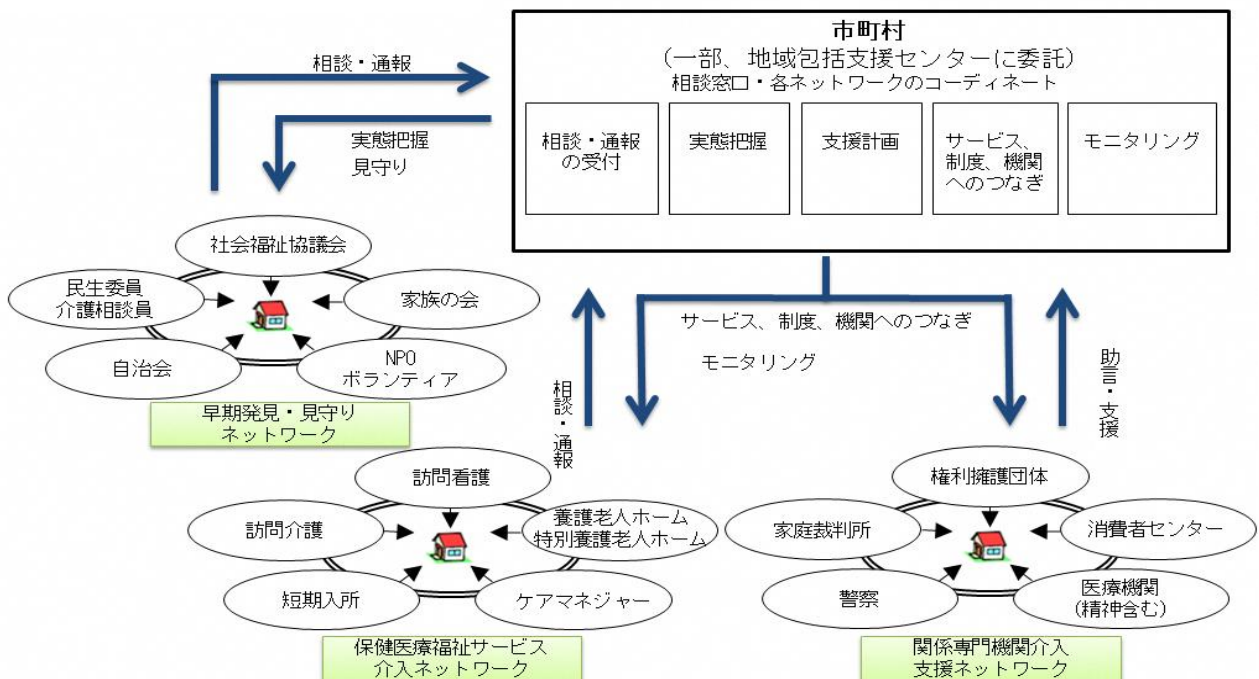 市町村
(一部、地域包括支援センターに委託)
相談窓口・各ネットワークのコーディネート
相談・通報
の受付
実態把握
支援計画
サービス、
制度、機関
へのつなぎ
モニタリング
相談・通報
実態把握
見守り
社会福祉協議会
民生委員
介護相談員
家族の会
自治会
NPO
ボランティア
早期発見・見守り
ネットワーク
サービス、制度、機関へのつなぎ
モニタリング
相談・通報
助言・支援
訪問看護
訪問介護
養護老人ホーム
特別養護老人ホーム
短期入所
ケアマネジャー
保健医療福祉サービス
介入ネットワーク
権利擁護団体
家庭裁判所
消費者センター
警察
医療機関
(精神含む)
関係専門機関介入
支援ネットワーク